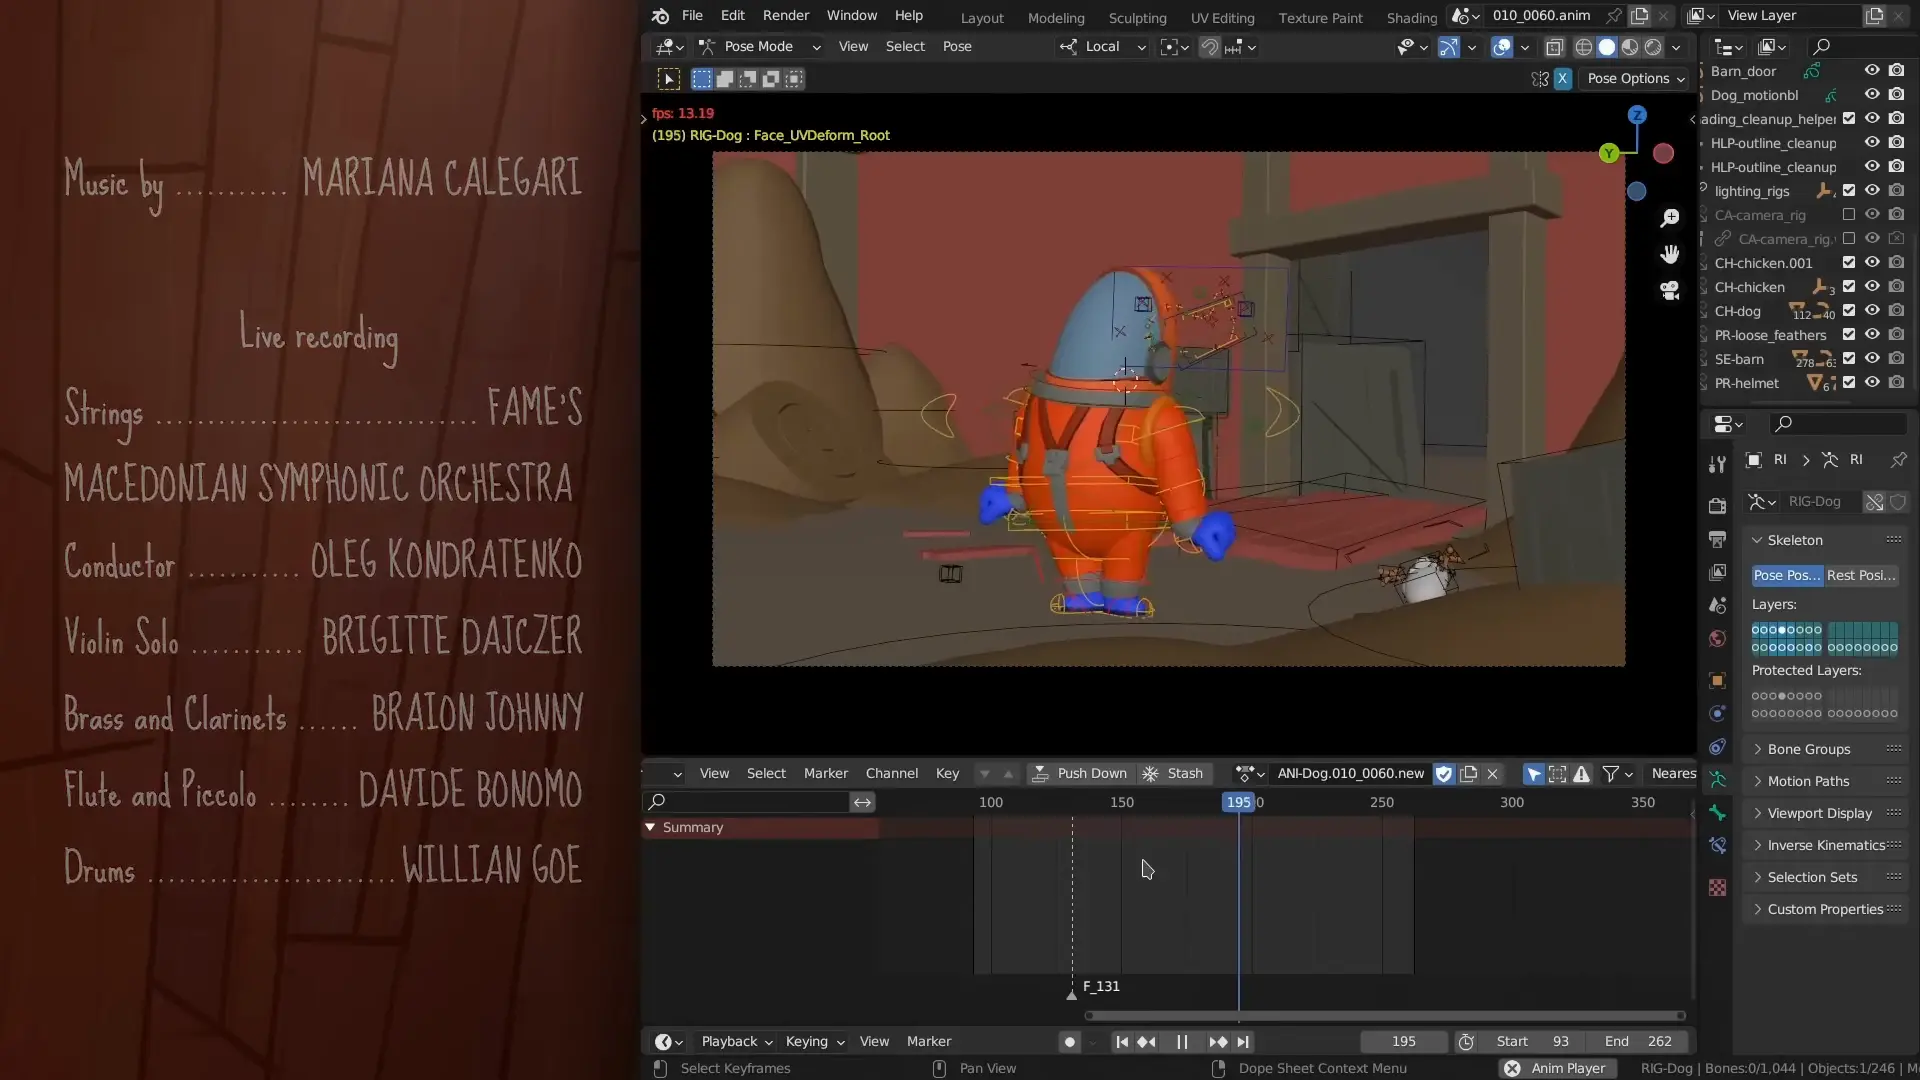 Music by ........... MARIANA CALEGARI
Live recording
Strings ............................. FAME'S
MACEDONIAN SYMPHONIC ORCHESTRA
Conductor ........... OLEG KONDRATENKO
Violin Solo ........... BRIGITTE DAJCZER
Brass and Clarinets ...... BRAION JOHNNY
Flute and Piccolo ........ DAVIDE BONOMO
Drums ......................... WILLIAN GOE
File Edit Render Window Help Layout Modeling Sculpting UV Editing Texture Paint Shading 010_0060.anim View Layer
Pose Mode View Select Pose Local
X Pose Options
fps: 13.19
(195) RIG-Dog : Face_UVDeform_Root
Z
Y
Barn_door
Dog_motionbl
ading_cleanup_helper
HLP-outline_cleanup
HLP-outline_cleanup
lighting_rigs
CA-camera_rig
CA-camera_rig.
CH-chicken.001
CH-chicken 3
CH-dog 112 40
PR-loose_feathers
SE-barn 278 63
PR-helmet 6
RI > RI
RIG-Dog
Skeleton
Pose Pos... Rest Posi...
Layers:
Protected Layers:
Bone Groups
Motion Paths
Viewport Display
Inverse Kinematics
Selection Sets
Custom Properties
View Select Marker Channel Key Push Down Stash ANI-Dog.010_0060.new Nares
100 150 195 250 300 350
Summary
F_131
Playback Keying View Marker 195 Start 93 End 262
Select Keyframes Pan View Dope Sheet Context Menu Anim Player RIG-Dog | Bones:0/1,044 | Objects:1/246 | M